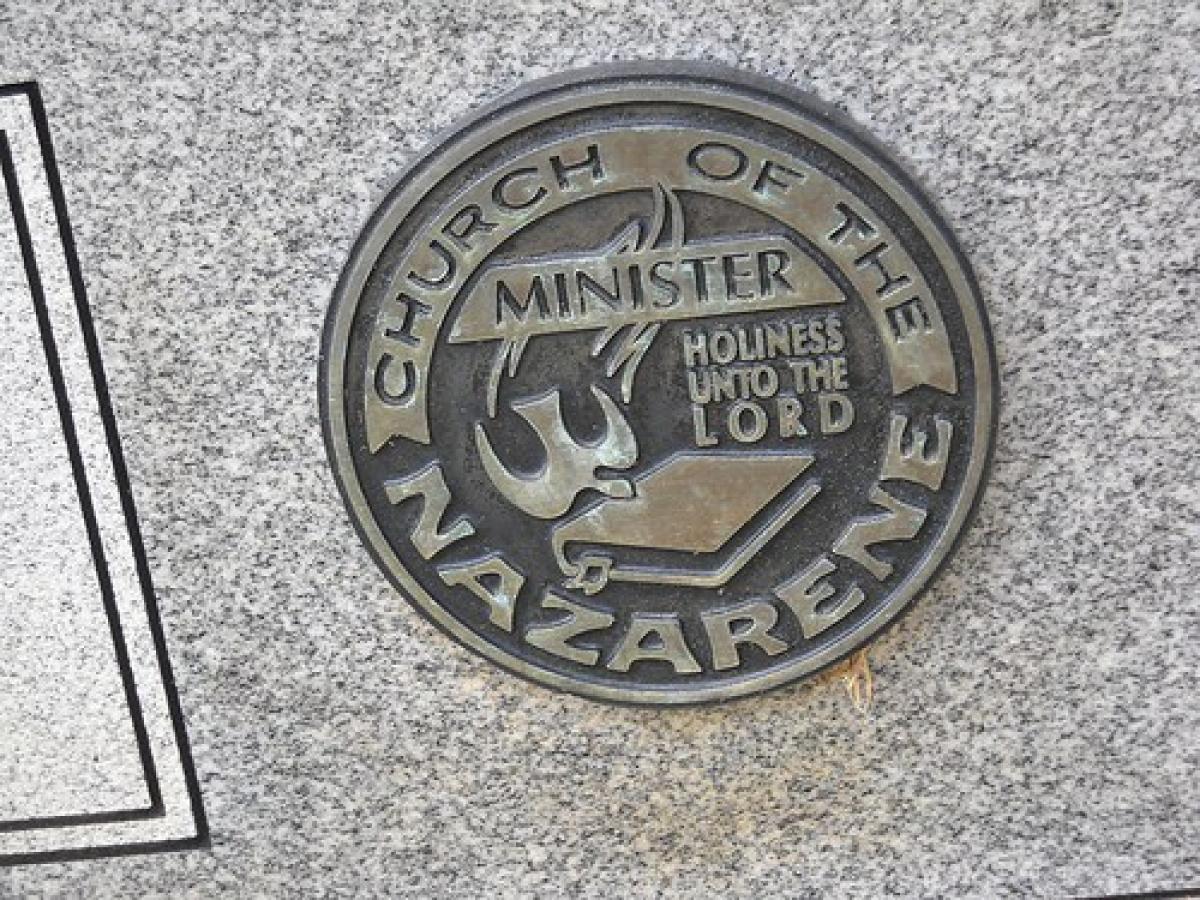 CHURCH OF THE
MINISTER
HOLINESS
UNTO THE
LORD
NAZARENE